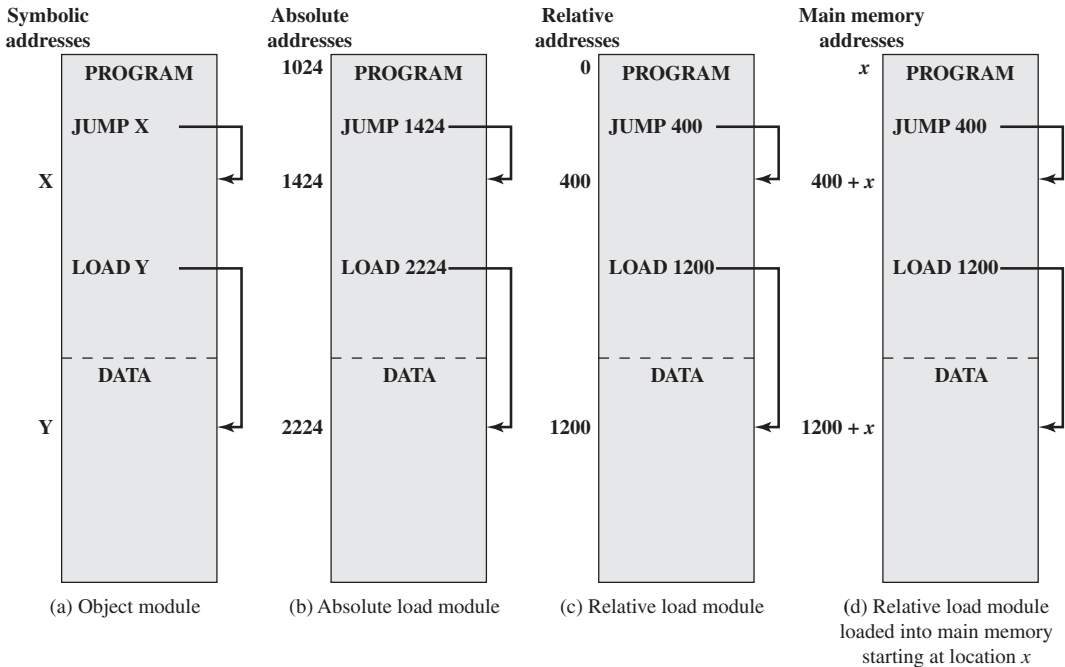 Symbolic
addresses
PROGRAM
JUMP X
X
LOAD Y
DATA
Y
(a) Object module
Absolute
addresses
1024
PROGRAM
JUMP 1424
1424
LOAD 2224
DATA
2224
(b) Absolute load module
Relative
addresses
0
PROGRAM
JUMP 400
400
LOAD 1200
DATA
1200
(c) Relative load module
Main memory
addresses
x
PROGRAM
JUMP 400
400 + x
LOAD 1200
DATA
1200 + x
(d) Relative load module
loaded into main memory
starting at location x